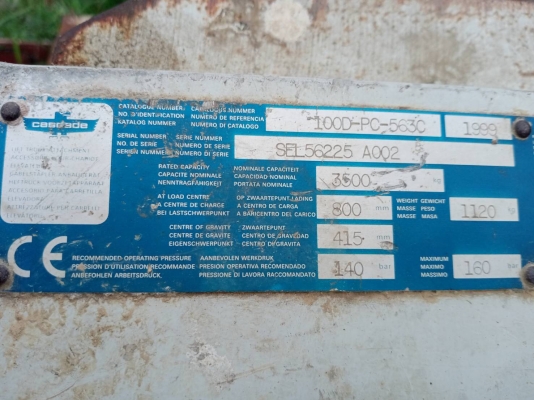 cascade
CATALOGUE NUMBER CATALOGUS NUMMER
NO. D'IDENTIFICATION NUMERO DE REFERENCIA
KATALOG NUMMER NUMERO DI CATALOGO
100D-PC-563C 1999
SERIAL NUMBER SERIE NUMMER
NO. DE SERIE NUMERO DE SERIE
SERIAL NUMMER NUMERO DI SERIE
SEL56225 A002
RATED CAPACITY NOMINALE CAPACITEIT
CAPACITE NOMINALE CAPACIDAD NOMINAL
NENNTRAGFÄHIGKEIT PORTATA NOMINALE
3500
AT LOAD CENTRE OP ZWAARTEPUNT LADING
A CENTRE DE CHARGE A CENTRO DE CARGA
BEI LASTSCHWERPUNKT A BARICENTRO DEL CARICO
800 mm
WEIGHT GEWICHT
MASSE PESO
MASSE MASA
1120
CENTRE OF GRAVITY ZWAARTEPUNT
CENTRE DE GRAVITE CENTRO DE GRAVEDAD
EIGENSCHWERPUNKT CENTRO DI GRAVITA
415 mm
CE
RECOMMENDED OPERATING PRESSURE AANBEVOLEN WERKDRUK
PRESSION D'UTILISATION RECOMMANDE PRESION OPERATIVA RECOMENDADO
ANBEFOHLEN ARBEITSDRUCK PRESSIONE DI LAVORA RACCOMANDATO
140 bar
MAXIMUM
MAXIMO
MASSIMO
160 bar